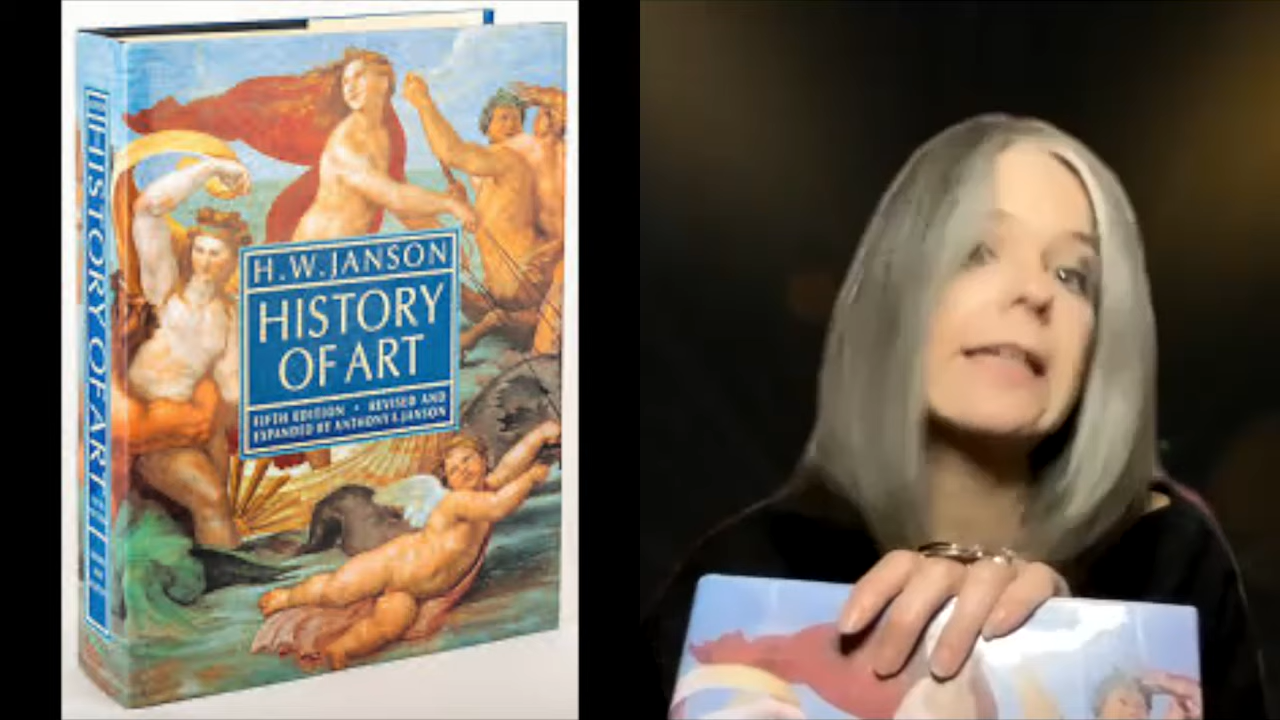 HISTORY OF ART
H.W. JANSON
HISTORY
OF ART
FIFTH EDITION • REVISED AND
EXPANDED BY ANTHONY F. JANSON